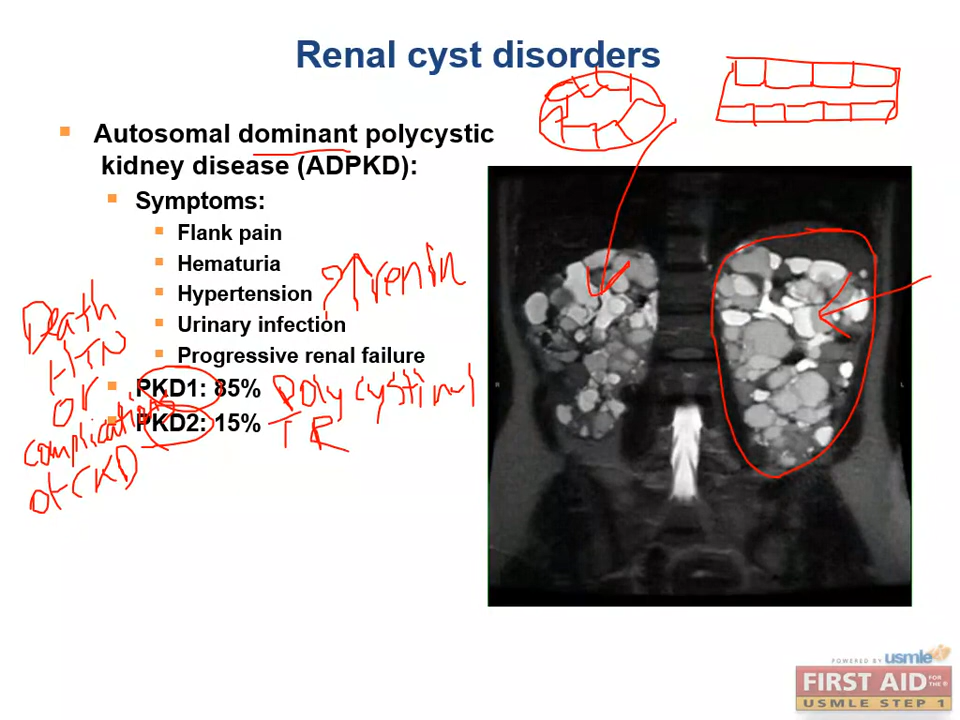 Renal cyst disorders
Autosomal dominant polycystic
kidney disease (ADPKD):
Symptoms:
Flank pain
Hematuria
Hypertension
↑renin
Urinary infection
Progressive renal failure
PKD1: 85%
PKD2: 15%
Death
HTN
or
complications
of CKD
Polycystin1
R
L
POWERED BY usmle
FIRST AID FOR THE®
USMLE STEP 1